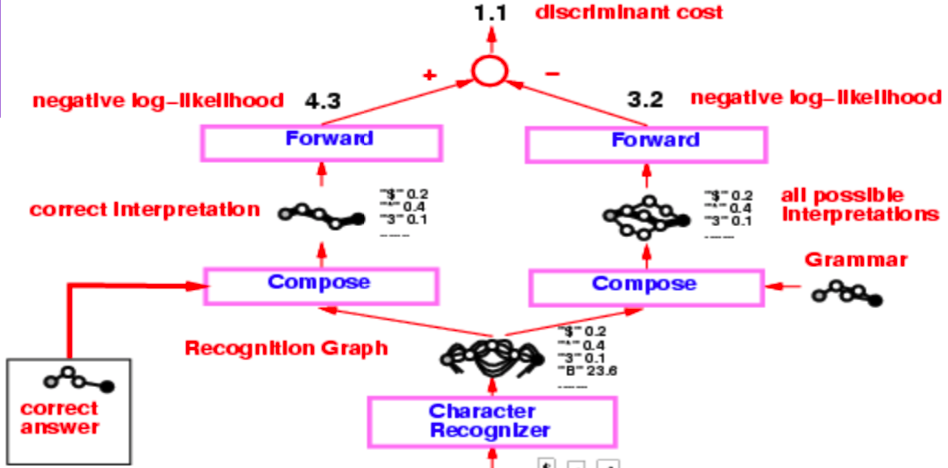 1.1 discriminant cost
+ −
negative log−likelihood 4.3
3.2 negative log−likelihood
Forward
Forward
correct Interpretation
"$" 0.2
"*" 0.4
"3" 0.1
......
"$" 0.2
"*" 0.4
"3" 0.1
......
all possible
Interpretations
Compose
Compose
Grammar
Recognition Graph
"$" 0.2
"*" 0.4
"3" 0.1
"B" 23.6
......
correct
answer
Character
Recognizer